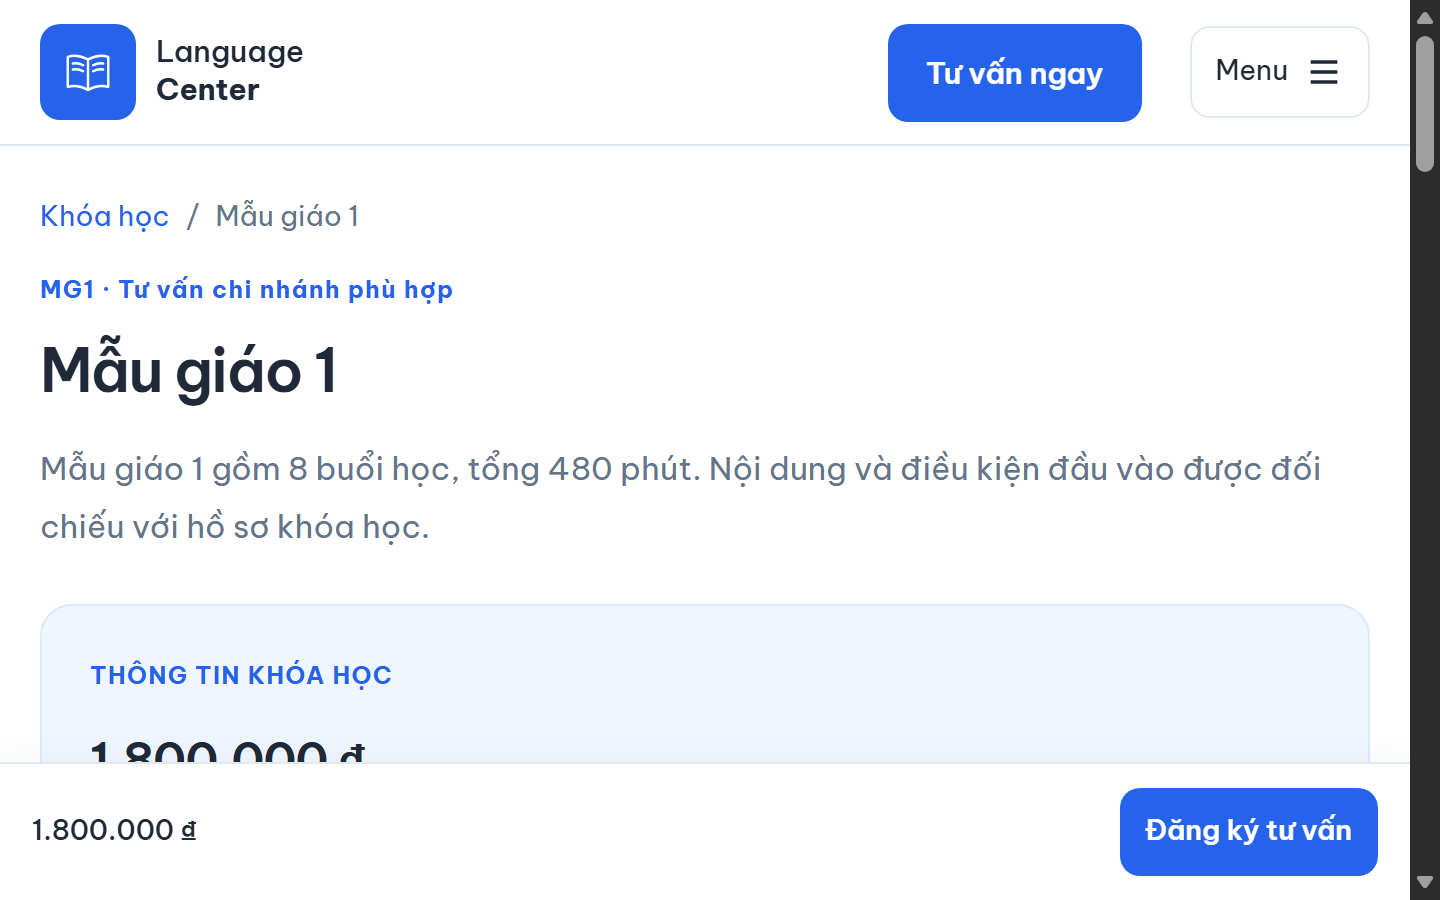 Language
Center
Tư vấn ngay
Menu
Khóa học / Mẫu giáo 1
MG1 · Tư vấn chi nhánh phù hợp
Mẫu giáo 1
Mẫu giáo 1 gồm 8 buổi học, tổng 480 phút. Nội dung và điều kiện đầu vào được đối
chiếu với hồ sơ khóa học.
THÔNG TIN KHÓA HỌC
1.800.000 đ
1.800.000 ₫
Đăng ký tư vấn